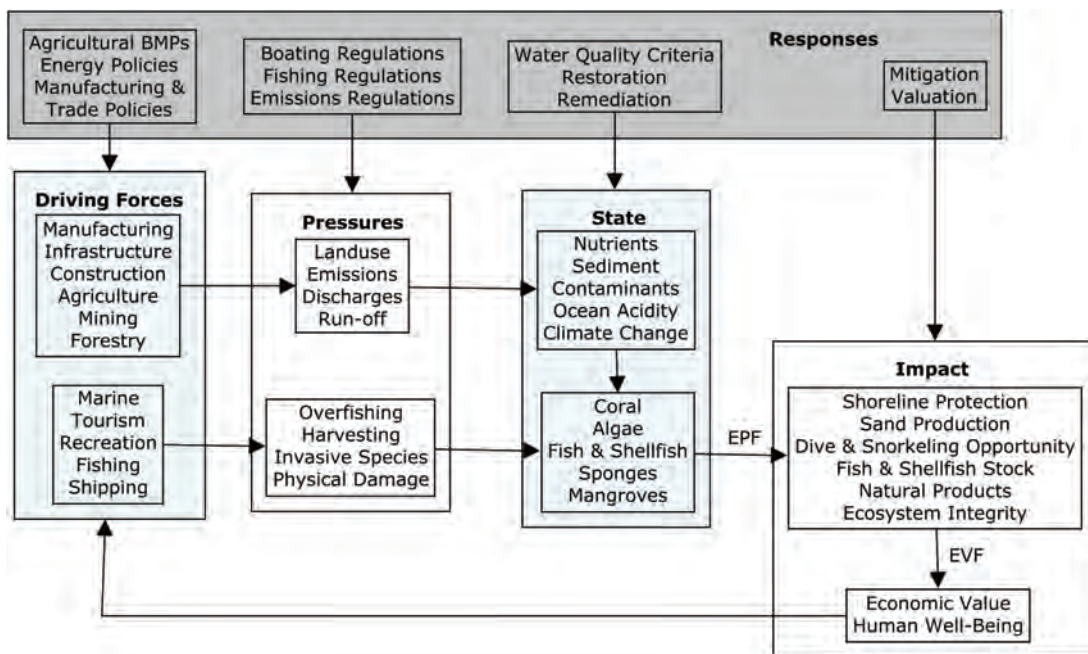 Responses
Agricultural BMPs
Energy Policies
Manufacturing &
Trade Policies
Boating Regulations
Fishing Regulations
Emissions Regulations
Water Quality Criteria
Restoration
Remediation
Mitigation
Valuation
Driving Forces
Manufacturing
Infrastructure
Construction
Agriculture
Mining
Forestry
Marine
Tourism
Recreation
Fishing
Shipping
Pressures
Landuse
Emissions
Discharges
Run-off
Overfishing
Harvesting
Invasive Species
Physical Damage
State
Nutrients
Sediment
Contaminants
Ocean Acidity
Climate Change
Coral
Algae
Fish & Shellfish
Sponges
Mangroves
EPF
Impact
Shoreline Protection
Sand Production
Dive & Snorkeling Opportunity
Fish & Shellfish Stock
Natural Products
Ecosystem Integrity
EVF
Economic Value
Human Well-Being